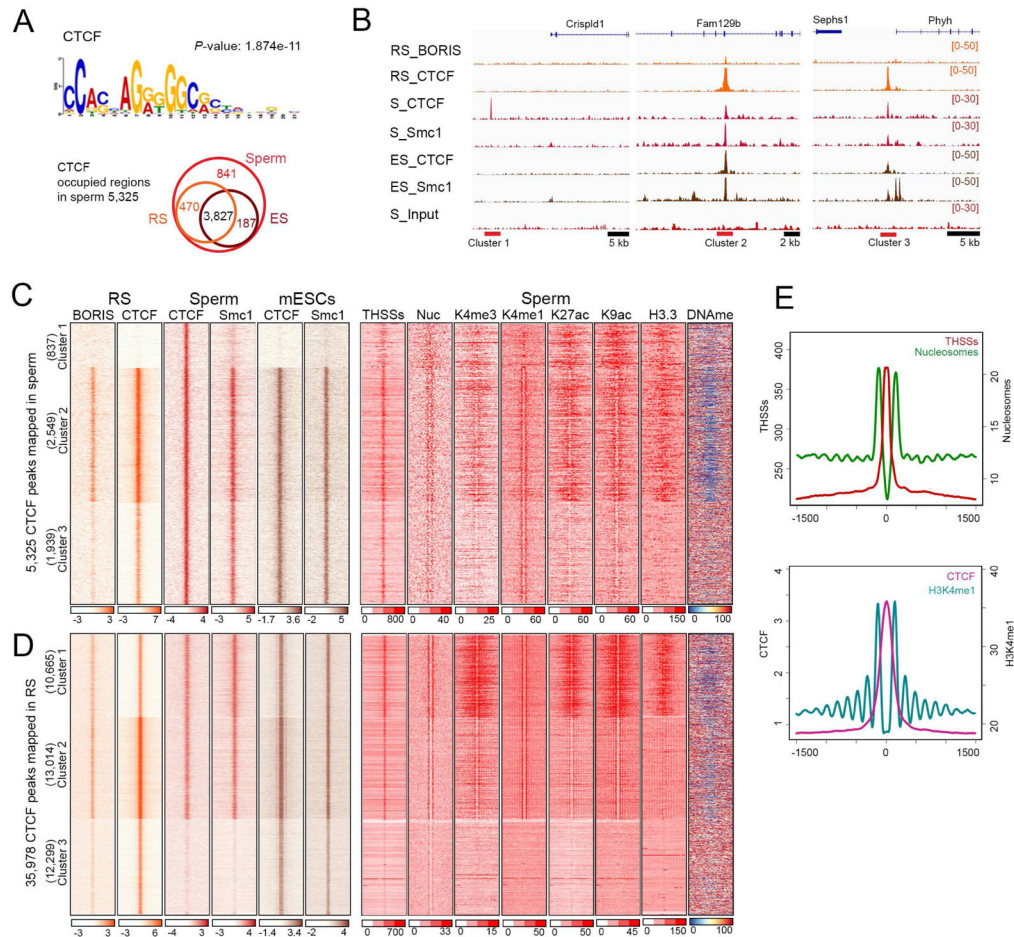 A
CTCF
P-value: 1.874e-11
CTCF
occupied regions
in sperm 5,325
Sperm
841
470
3,827
187
RS
ES
B
Crispld1
Fam129b
Sephs1
Phyh
RS_BORIS
[0-50]
RS_CTCF
[0-50]
S_CTCF
[0-30]
S_Smc1
[0-30]
ES_CTCF
[0-50]
ES_Smc1
[0-50]
S_Input
[0-30]
Cluster 1
5 kb
Cluster 2
2 kb
Cluster 3
5 kb
C
RS
Sperm
mESCs
Sperm
BORIS CTCF CTCF Smc1 CTCF Smc1 THSSs Nuc K4me3 K4me1 K27ac K9ac H3.3 DNAme
5,325 CTCF peaks mapped in sperm
(837)
Cluster 1
(2,549)
Cluster 2
(1,939)
Cluster 3
-3 3 -3 7 -4 4 -3 5 -1.7 3.6 -2 5 0 800 0 40 0 25 0 60 0 60 0 60 0 150 0 100
D
35,978 CTCF peaks mapped in RS
(10,665)
Cluster 1
(13,014)
Cluster 2
(12,299)
Cluster 3
-3 3 -3 6 -4 3 -3 4 -1.4 3.4 -2 4 0 700 0 33 0 15 0 50 0 50 0 45 0 150 0 100
E
THSSs
Nucleosomes
400
350
300
250
THSSs
20
15
10
Nucleosomes
-1500 0 1500
CTCF
H3K4me1
4
3
2
1
CTCF
40
30
20
H3K4me1
-1500 0 1500